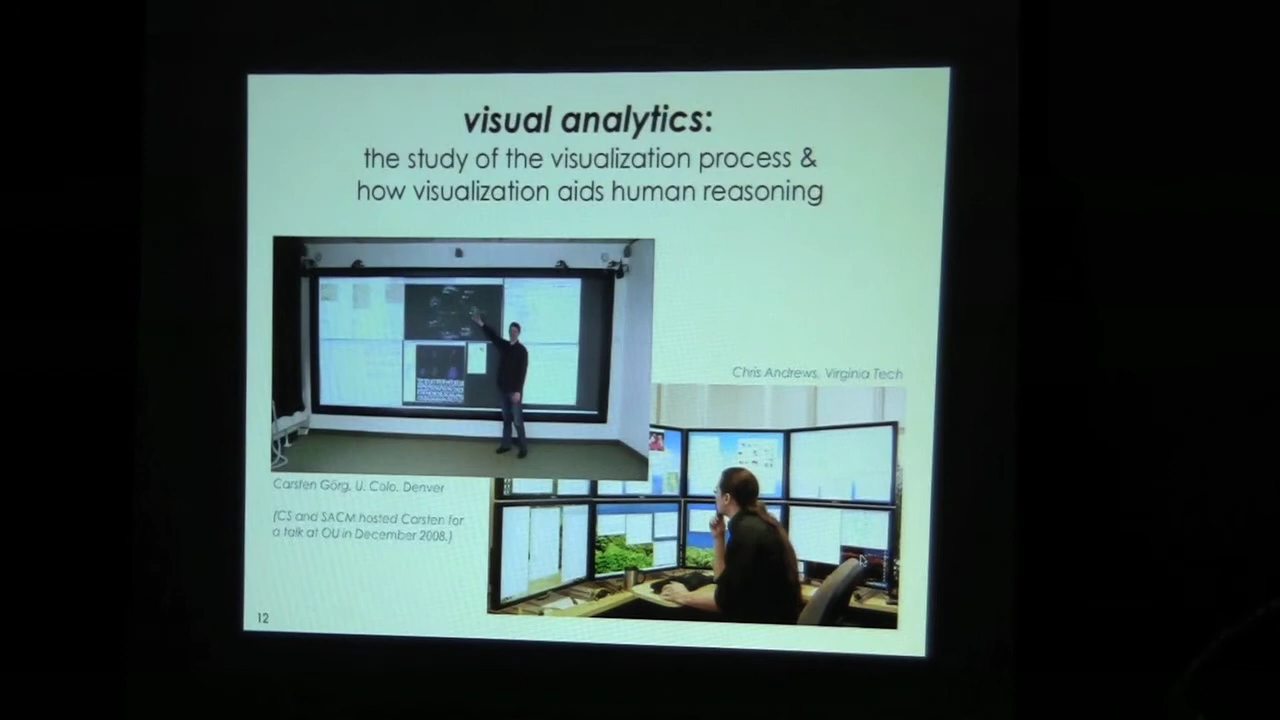 visual analytics:
the study of the visualization process &
how visualization aids human reasoning
Chris Andrews, Virginia Tech
Carsten Görg, U. Colo. Denver
(CS and SACM hosted Carsten for
a talk at OU in December 2008.)
12